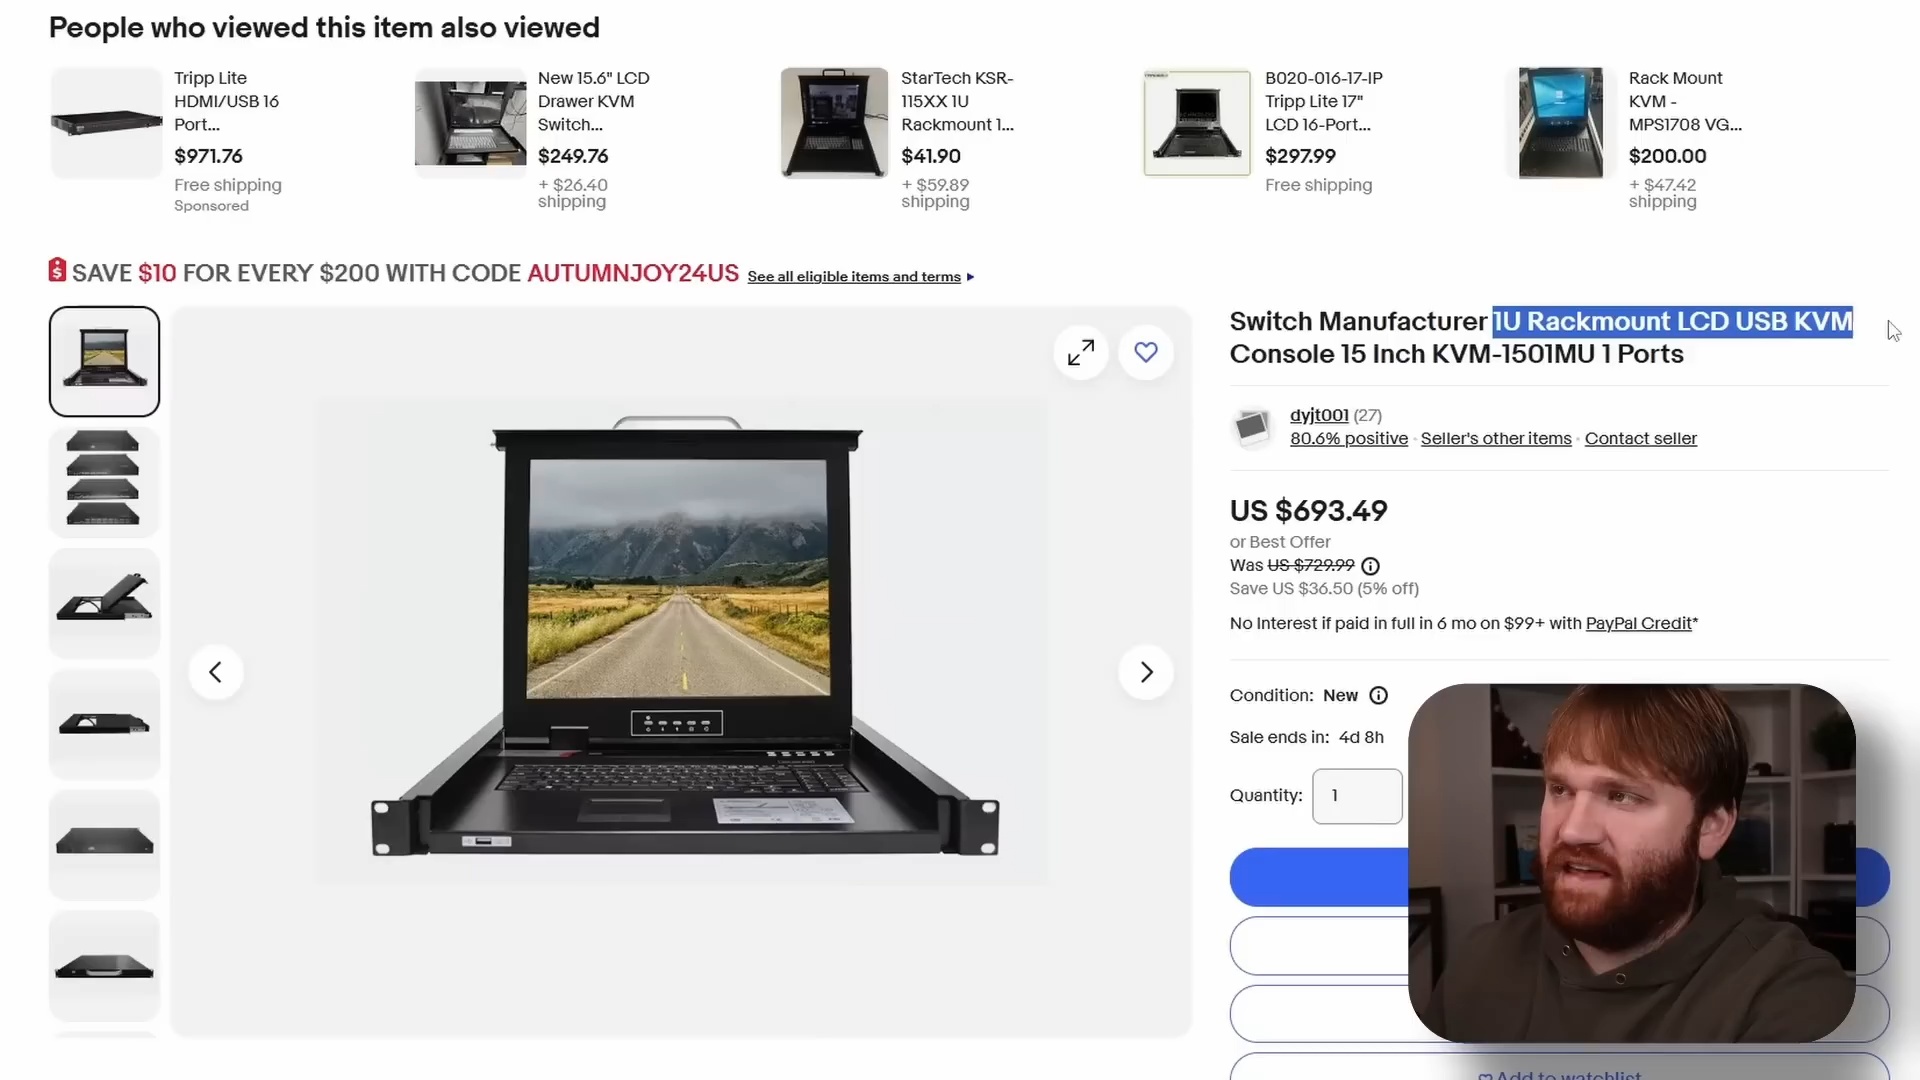 People who viewed this item also viewed
Tripp Lite
HDMI/USB 16
Port...
$971.76
Free shipping
Sponsored
New 15.6" LCD
Drawer KVM
Switch...
$249.76
+ $26.40
shipping
StarTech KSR-
115XX 1U
Rackmount 1...
$41.90
+ $59.89
shipping
B020-016-17-IP
Tripp Lite 17"
LCD 16-Port...
$297.99
Free shipping
Rack Mount
KVM -
MPS1708 VG...
$200.00
+ $47.42
shipping
SAVE $10 FOR EVERY $200 WITH CODE AUTUMNJOY24US See all eligible items and terms
Switch Manufacturer 1U Rackmount LCD USB KVM
Console 15 Inch KVM-1501MU 1 Ports
dyjt001 (27)
80.6% positive · Seller's other items · Contact seller
US $693.49
or Best Offer
Was US $729.99
Save US $36.50 (5% off)
No Interest if paid in full in 6 mo on $99+ with PayPal Credit*
Condition: New
Sale ends in: 4d 8h
Quantity: 1
Add to watchlist